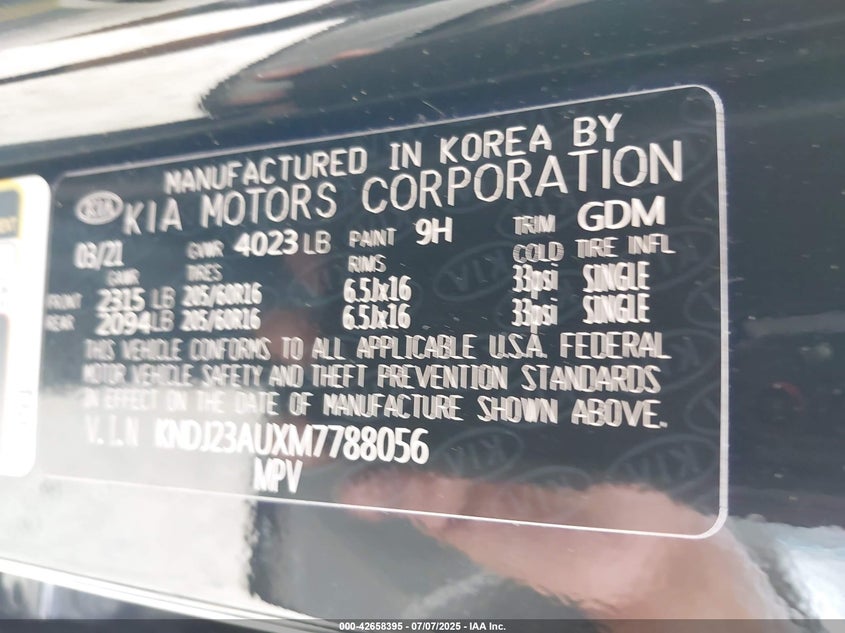 MANUFACTURED IN KOREA BY
KIA KIA MOTORS CORPORATION
03/21 GVWR 4023 LB PAINT 9H TRIM GDM
GAWR TIRES RIMS COLD TIRE INFL
FRONT 2315 LB 205/60R16 6.5Jx16 33psi SINGLE
REAR 2094 LB 205/60R16 6.5Jx16 33psi SINGLE
THIS VEHICLE CONFORMS TO ALL APPLICABLE U.S.A. FEDERAL
MOTOR VEHICLE SAFETY AND THEFT PREVENTION STANDARDS
IN EFFECT ON THE DATE OF MANUFACTURE SHOWN ABOVE.
V.I.N KNDJ23AUXM7788056
MPV
000-42658395 - 07/07/2025 - IAA Inc.